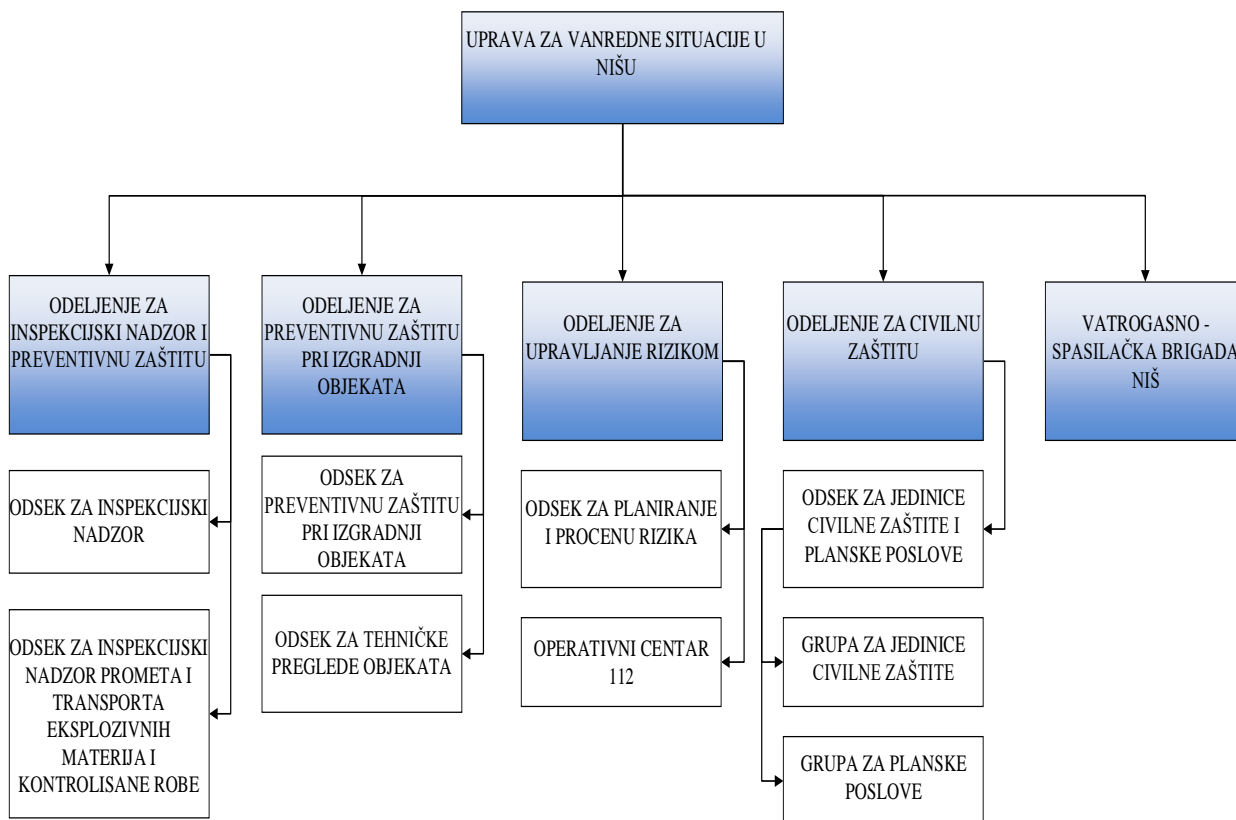 UPRAVA ZA VANREDNE SITUACIJE U
NIŠU
ODELJENJE ZA
INSPEKCIJSKI NADZOR I
PREVENTIVNU ZAŠTITU
ODELJENJE ZA
PREVENTIVNU ZAŠTITU
PRI IZGRADNJI
OBJEKATA
ODELJENJE ZA
UPRAVLJANJE RIZIKOM
ODELJENJE ZA CIVILNU
ZAŠTITU
VATROGASNO -
SPASILAČKA BRIGADA
NIŠ
ODSEK ZA INSPEKCIJSKI
NADZOR
ODSEK ZA
PREVENTIVNU ZAŠTITU
PRI IZGRADNJI
OBJEKATA
ODSEK ZA PLANIRANJE
I PROCENU RIZIKA
ODSEK ZA JEDINICE
CIVILNE ZAŠTITE I
PLANSKE POSLOVE
ODSEK ZA INSPEKCIJSKI
NADZOR PROMETA I
TRANSPORTA
EKSPLOZIVNIH
MATERIJA I
KONTROLISANE ROBE
ODSEK ZA TEHNIČKE
PREGLEDE OBJEKATA
OPERATIVNI CENTAR
112
GRUPA ZA JEDINICE
CIVILNE ZAŠTITE
GRUPA ZA PLANSKE
POSLOVE